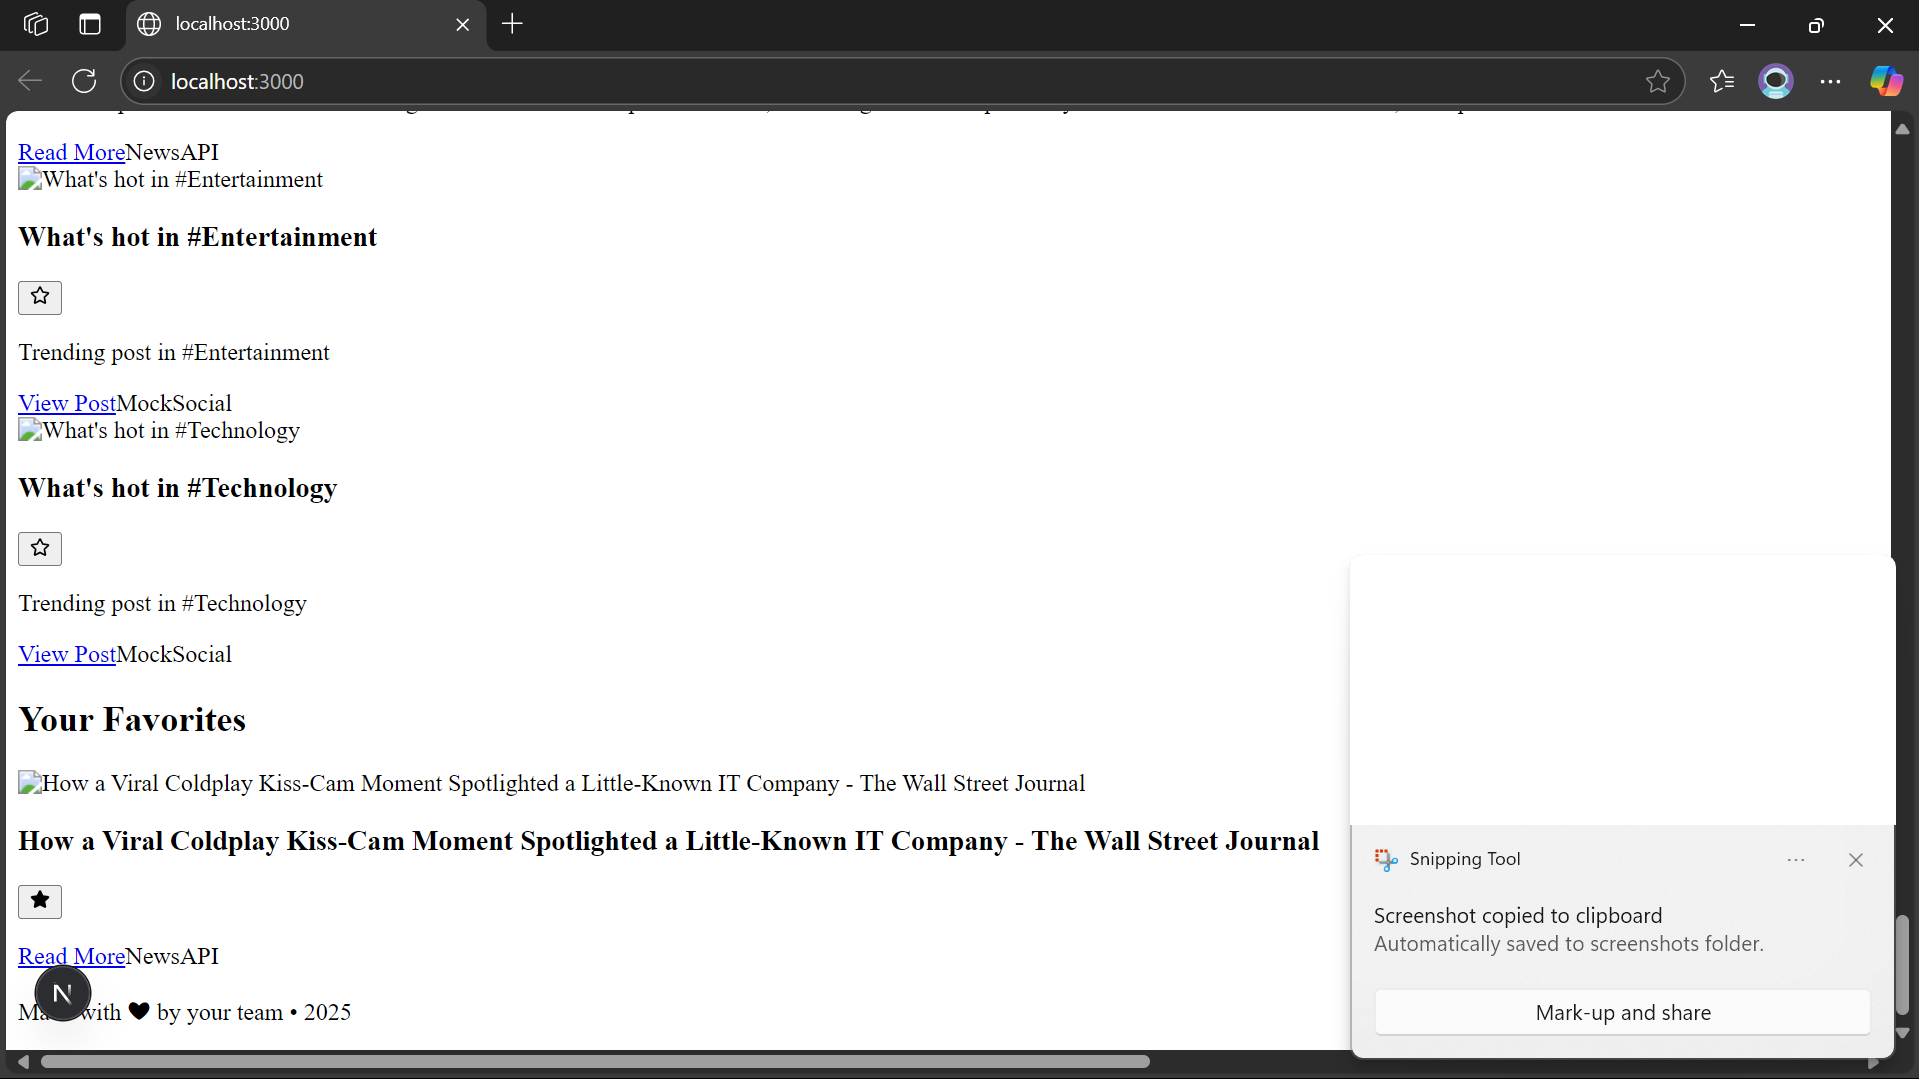 localhost:3000
localhost:3000
Read MoreNewsAPI
What's hot in #Entertainment
What's hot in #Entertainment
Trending post in #Entertainment
View PostMockSocial
What's hot in #Technology
What's hot in #Technology
Trending post in #Technology
View PostMockSocial
Your Favorites
How a Viral Coldplay Kiss-Cam Moment Spotlighted a Little-Known IT Company - The Wall Street Journal
How a Viral Coldplay Kiss-Cam Moment Spotlighted a Little-Known IT Company - The Wall Street Journal
Read MoreNewsAPI
N
with 🖤 by your team • 2025
Snipping Tool
Screenshot copied to clipboard
Automatically saved to screenshots folder.
Mark-up and share